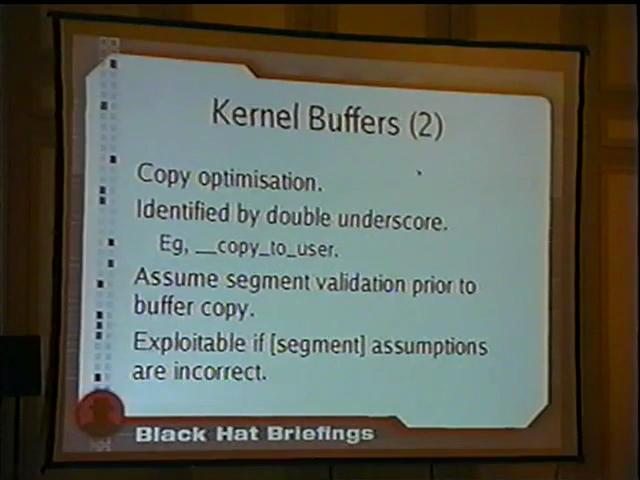 Kernel Buffers (2)
Copy optimisation.
Identified by double underscore.
Eg, __copy_to_user.
Assume segment validation prior to
buffer copy.
Exploitable if [segment] assumptions
are incorrect.
Black Hat Briefings